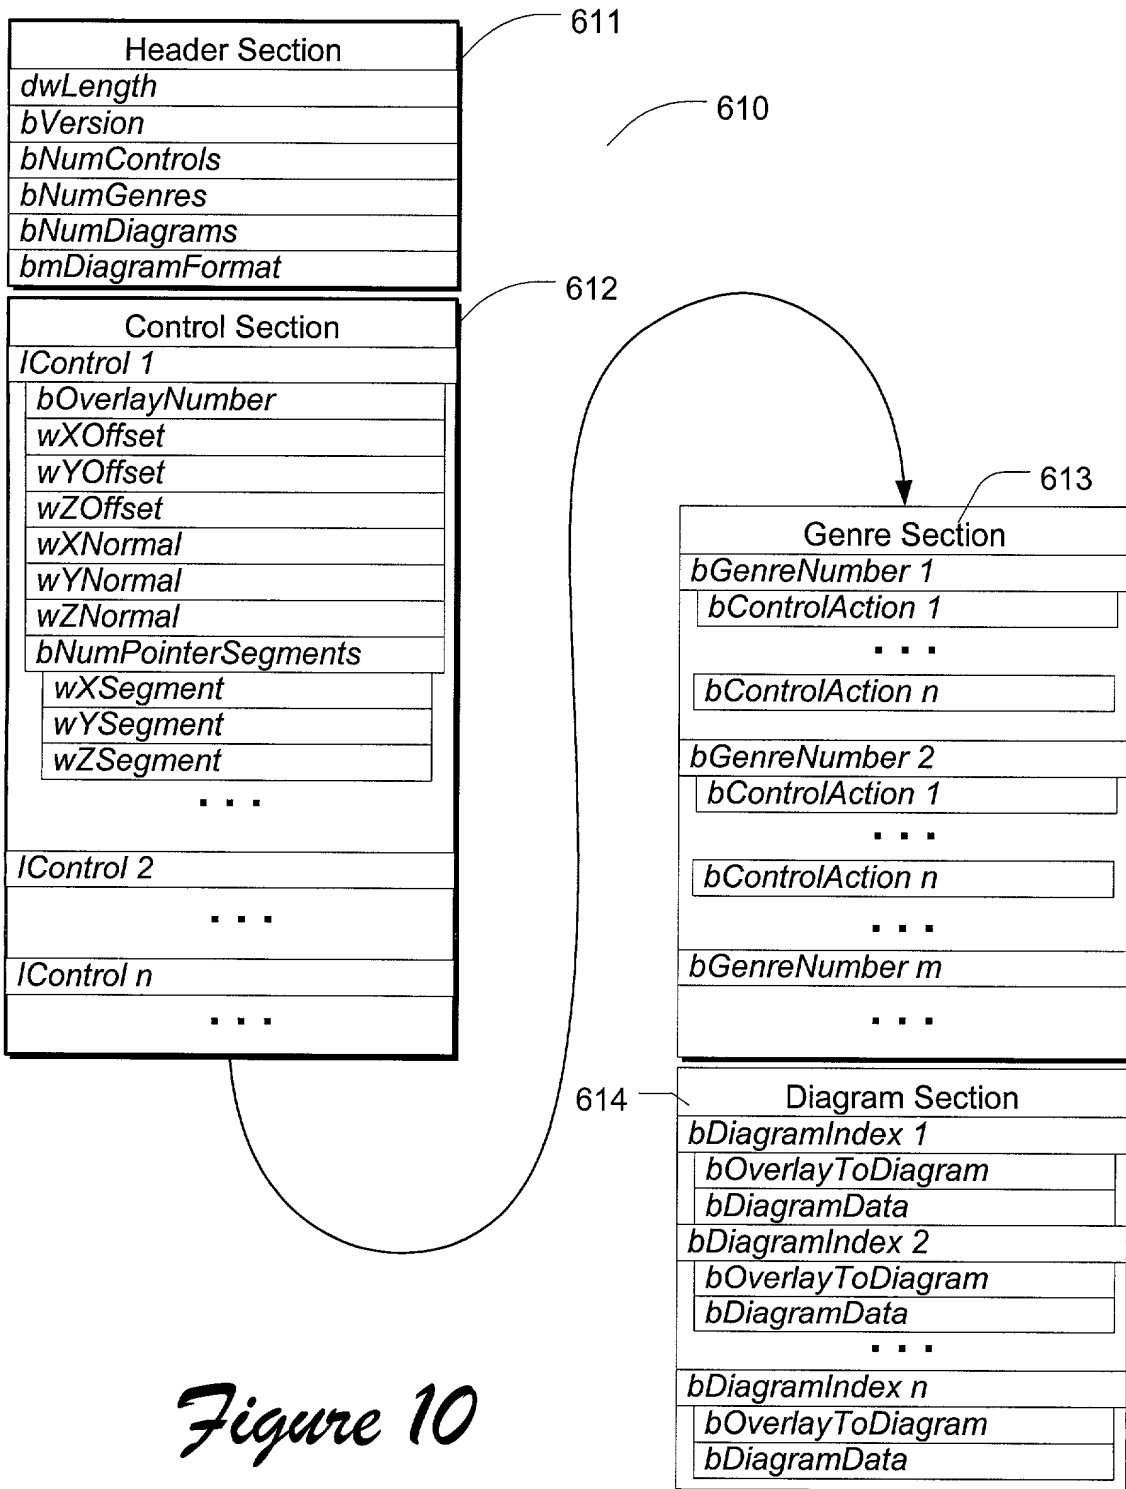 611
Header Section
dwLength
bVersion
bNumControls
bNumGenres
bNumDiagrams
bmDiagramFormat
610
612
Control Section
lControl 1
bOverlayNumber
wXOffset
wYOffset
wZOffset
wXNormal
wYNormal
wZNormal
bNumPointerSegments
wXSegment
wYSegment
wZSegment
...
lControl 2
...
lControl n
...
613
Genre Section
bGenreNumber 1
bControlAction 1
...
bControlAction n
bGenreNumber 2
bControlAction 1
...
bControlAction n
...
bGenreNumber m
...
614
Diagram Section
bDiagramIndex 1
bOverlayToDiagram
bDiagramData
bDiagramIndex 2
bOverlayToDiagram
bDiagramData
...
bDiagramIndex n
bOverlayToDiagram
bDiagramData
Figure 10